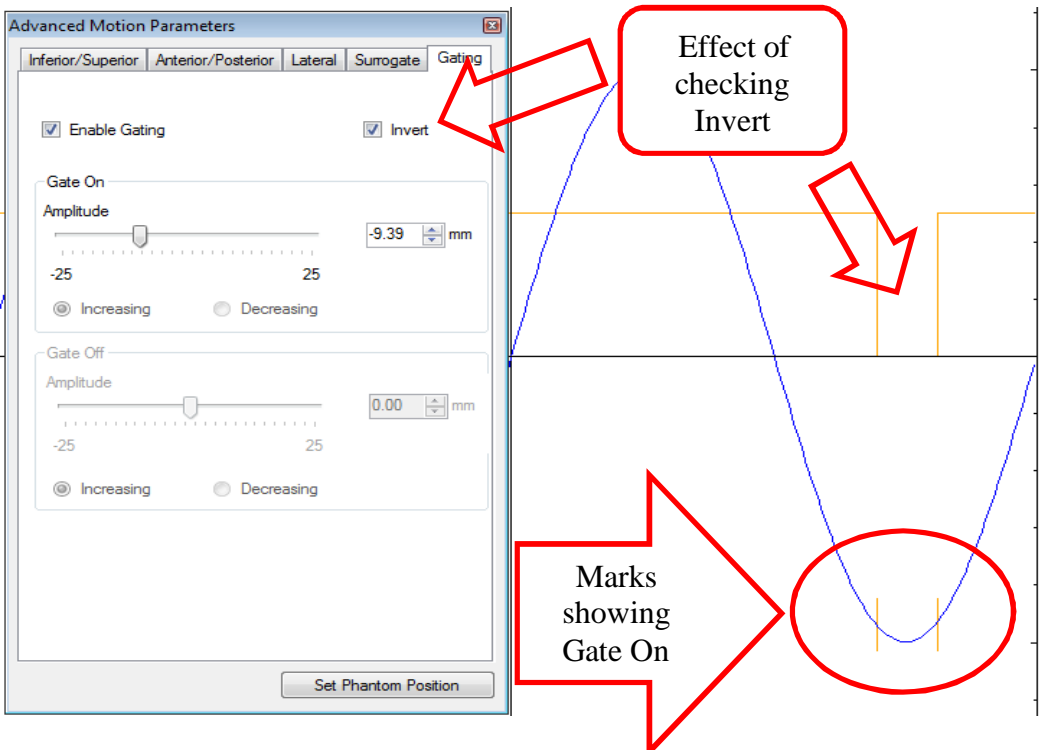 Advanced Motion Parameters
Inferior/Superior Anterior/Posterior Lateral Surrogate Gating
Enable Gating Invert
Gate On
Amplitude
-9.39 mm
-25 25
Increasing Decreasing
Gate Off
Amplitude
0.00 mm
-25 25
Increasing Decreasing
Set Phantom Position
Effect of
checking
Invert
Marks
showing
Gate On